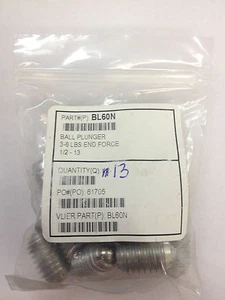 PART#(P): BL60N
BALL PLUNGER
3-6 LBS END FORCE
1/2 - 13
QUANTITY(Q): 13
PO#(PO): 61705
VLIER PART(P): BL60N